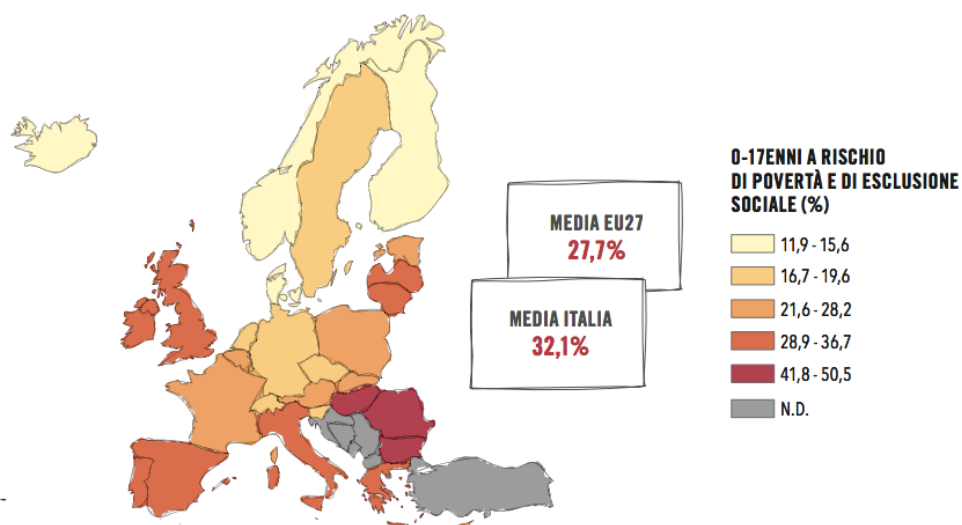 MEDIA EU27
27,7%
MEDIA ITALIA
32,1%
0-17ENNI A RISCHIO
DI POVERTÀ E DI ESCLUSIONE
SOCIALE (%)
11,9 - 15,6
16,7 - 19,6
21,6 - 28,2
28,9 - 36,7
41,8 - 50,5
N.D.